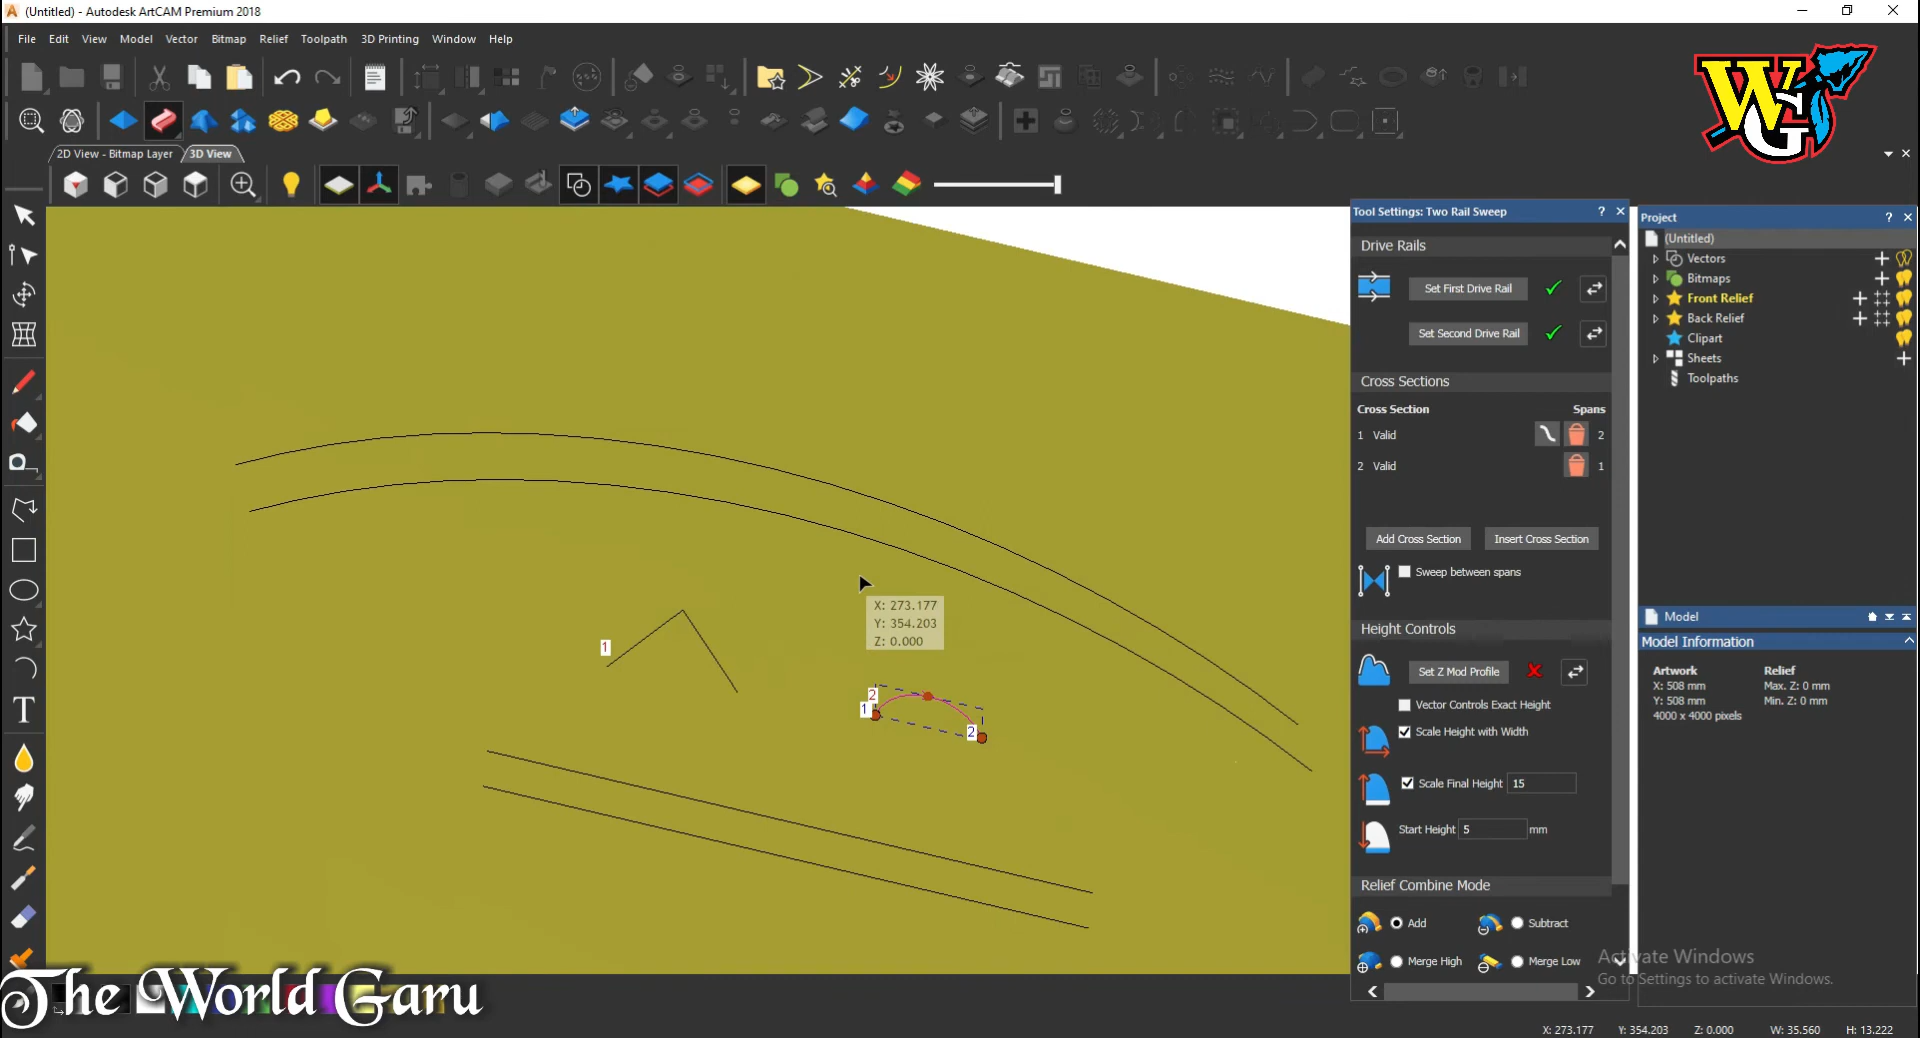 (Untitled) - Autodesk ArtCAM Premium 2018
File Edit View Model Vector Bitmap Relief Toolpath 3D Printing Window Help
WG
2D View - Bitmap Layer
3D View
Tool Settings: Two Rail Sweep ?
Drive Rails
Set First Drive Rail
Set Second Drive Rail
Cross Sections
Cross Section Spans
1 Valid 2
2 Valid 1
Add Cross Section
Insert Cross Section
Sweep between spans
Height Controls
Set Z Mod Profile
Vector Controls Exact Height
Scale Height with Width
Scale Final Height 15
Start Height 5 mm
Relief Combine Mode
Add
Subtract
Merge High
Merge Low
Project ?
(Untitled)
Vectors
Bitmaps
Front Relief
Back Relief
Clipart
Sheets
Toolpaths
Model
Model Information
Artwork Relief
X: 508 mm Max. Z: 0 mm
Y: 508 mm Min. Z: 0 mm
4000 x 4000 pixels
X: 273.177
Y: 354.203
Z: 0.000
1
2
1
2
Activate Windows
Go to Settings to activate Windows.
The World Garu
X: 273.177 Y: 354.203 Z: 0.000 W: 35.560 H: 13.222